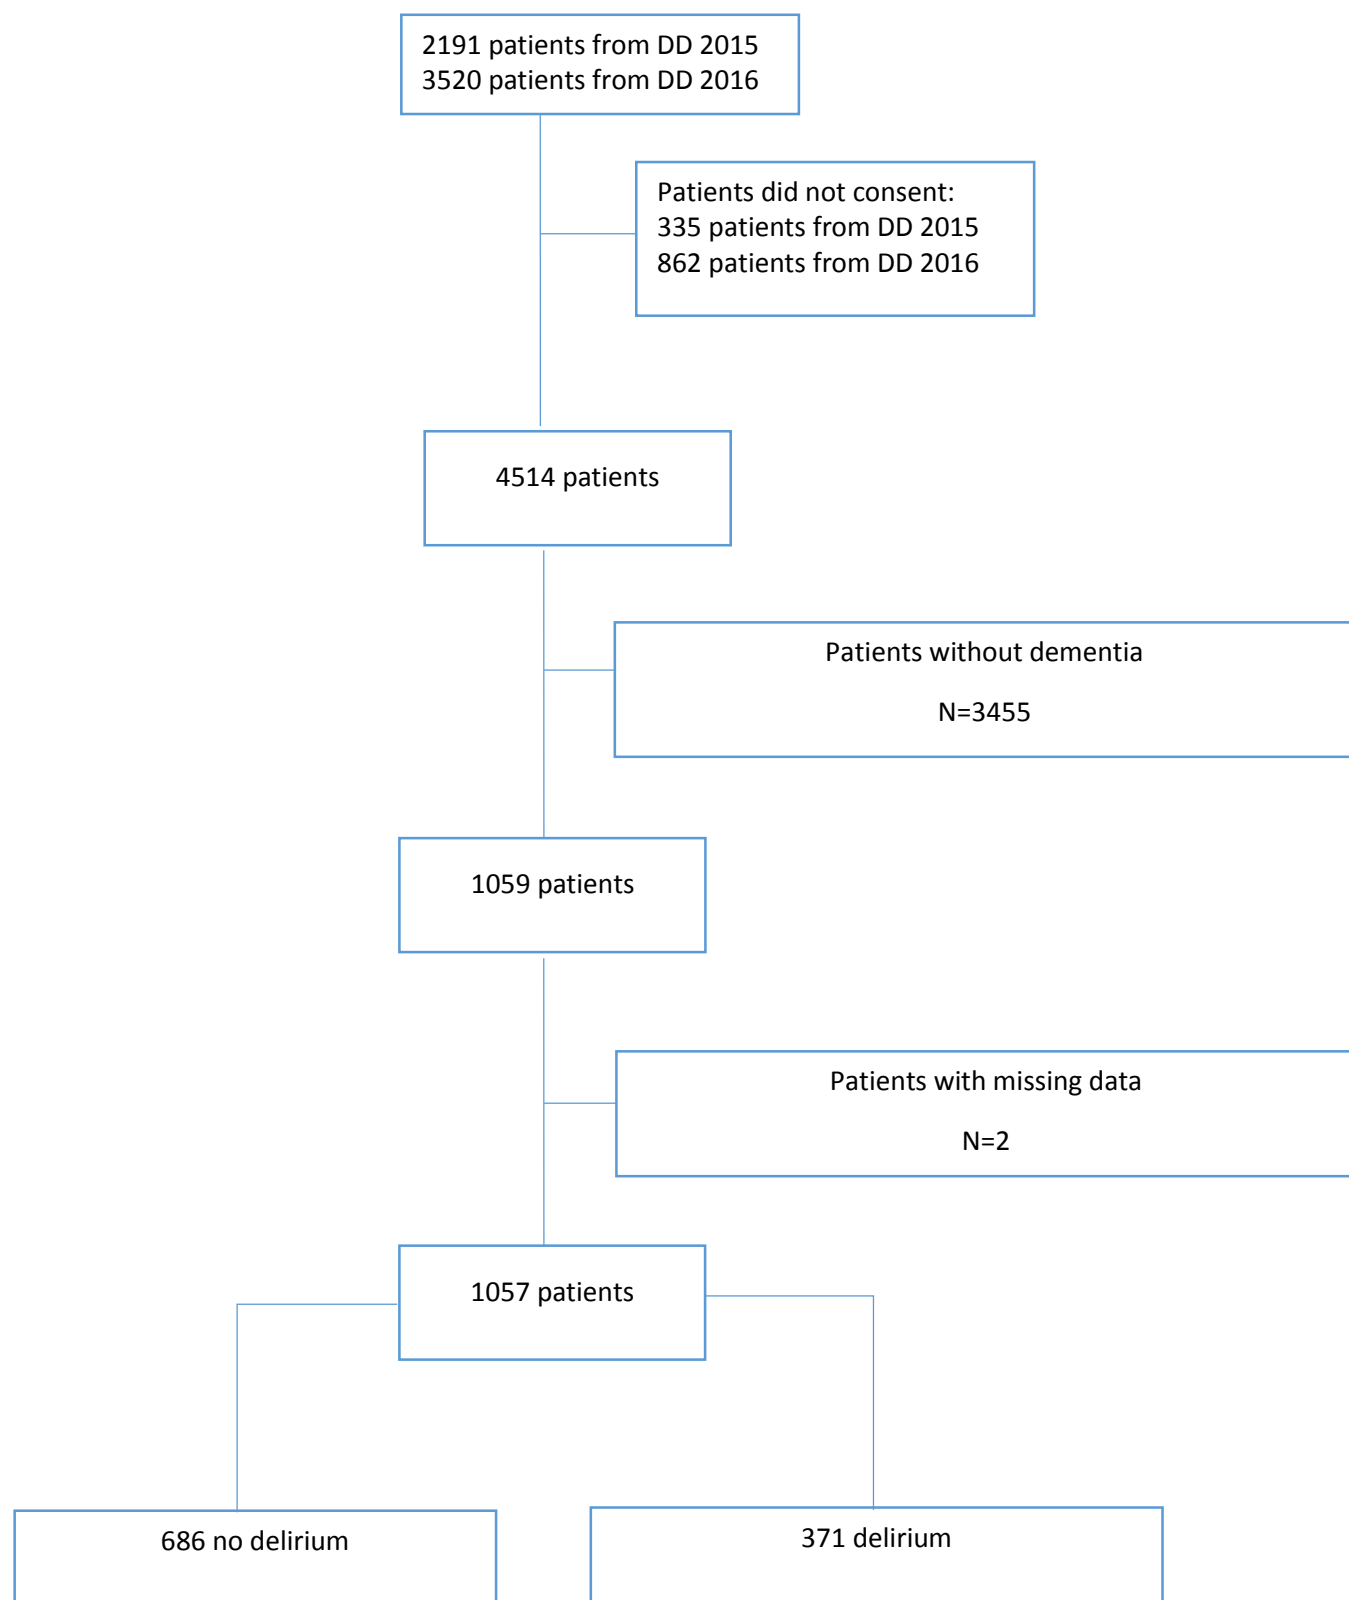 2191 patients from DD 2015
3520 patients from DD 2016
Patients did not consent:
335 patients from DD 2015
862 patients from DD 2016
4514 patients
Patients without dementia
N=3455
1059 patients
Patients with missing data
N=2
1057 patients
686 no delirium
371 delirium